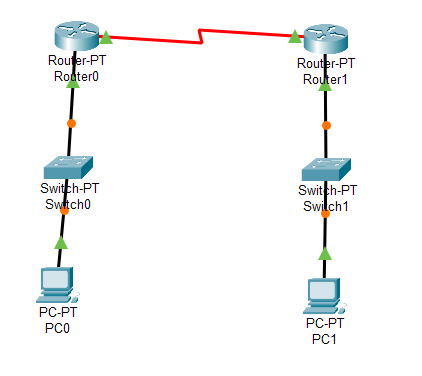 Router-PT
Router0
Router-PT
Router1
Switch-PT
Switch0
Switch-PT
Switch1
PC-PT
PC0
PC-PT
PC1